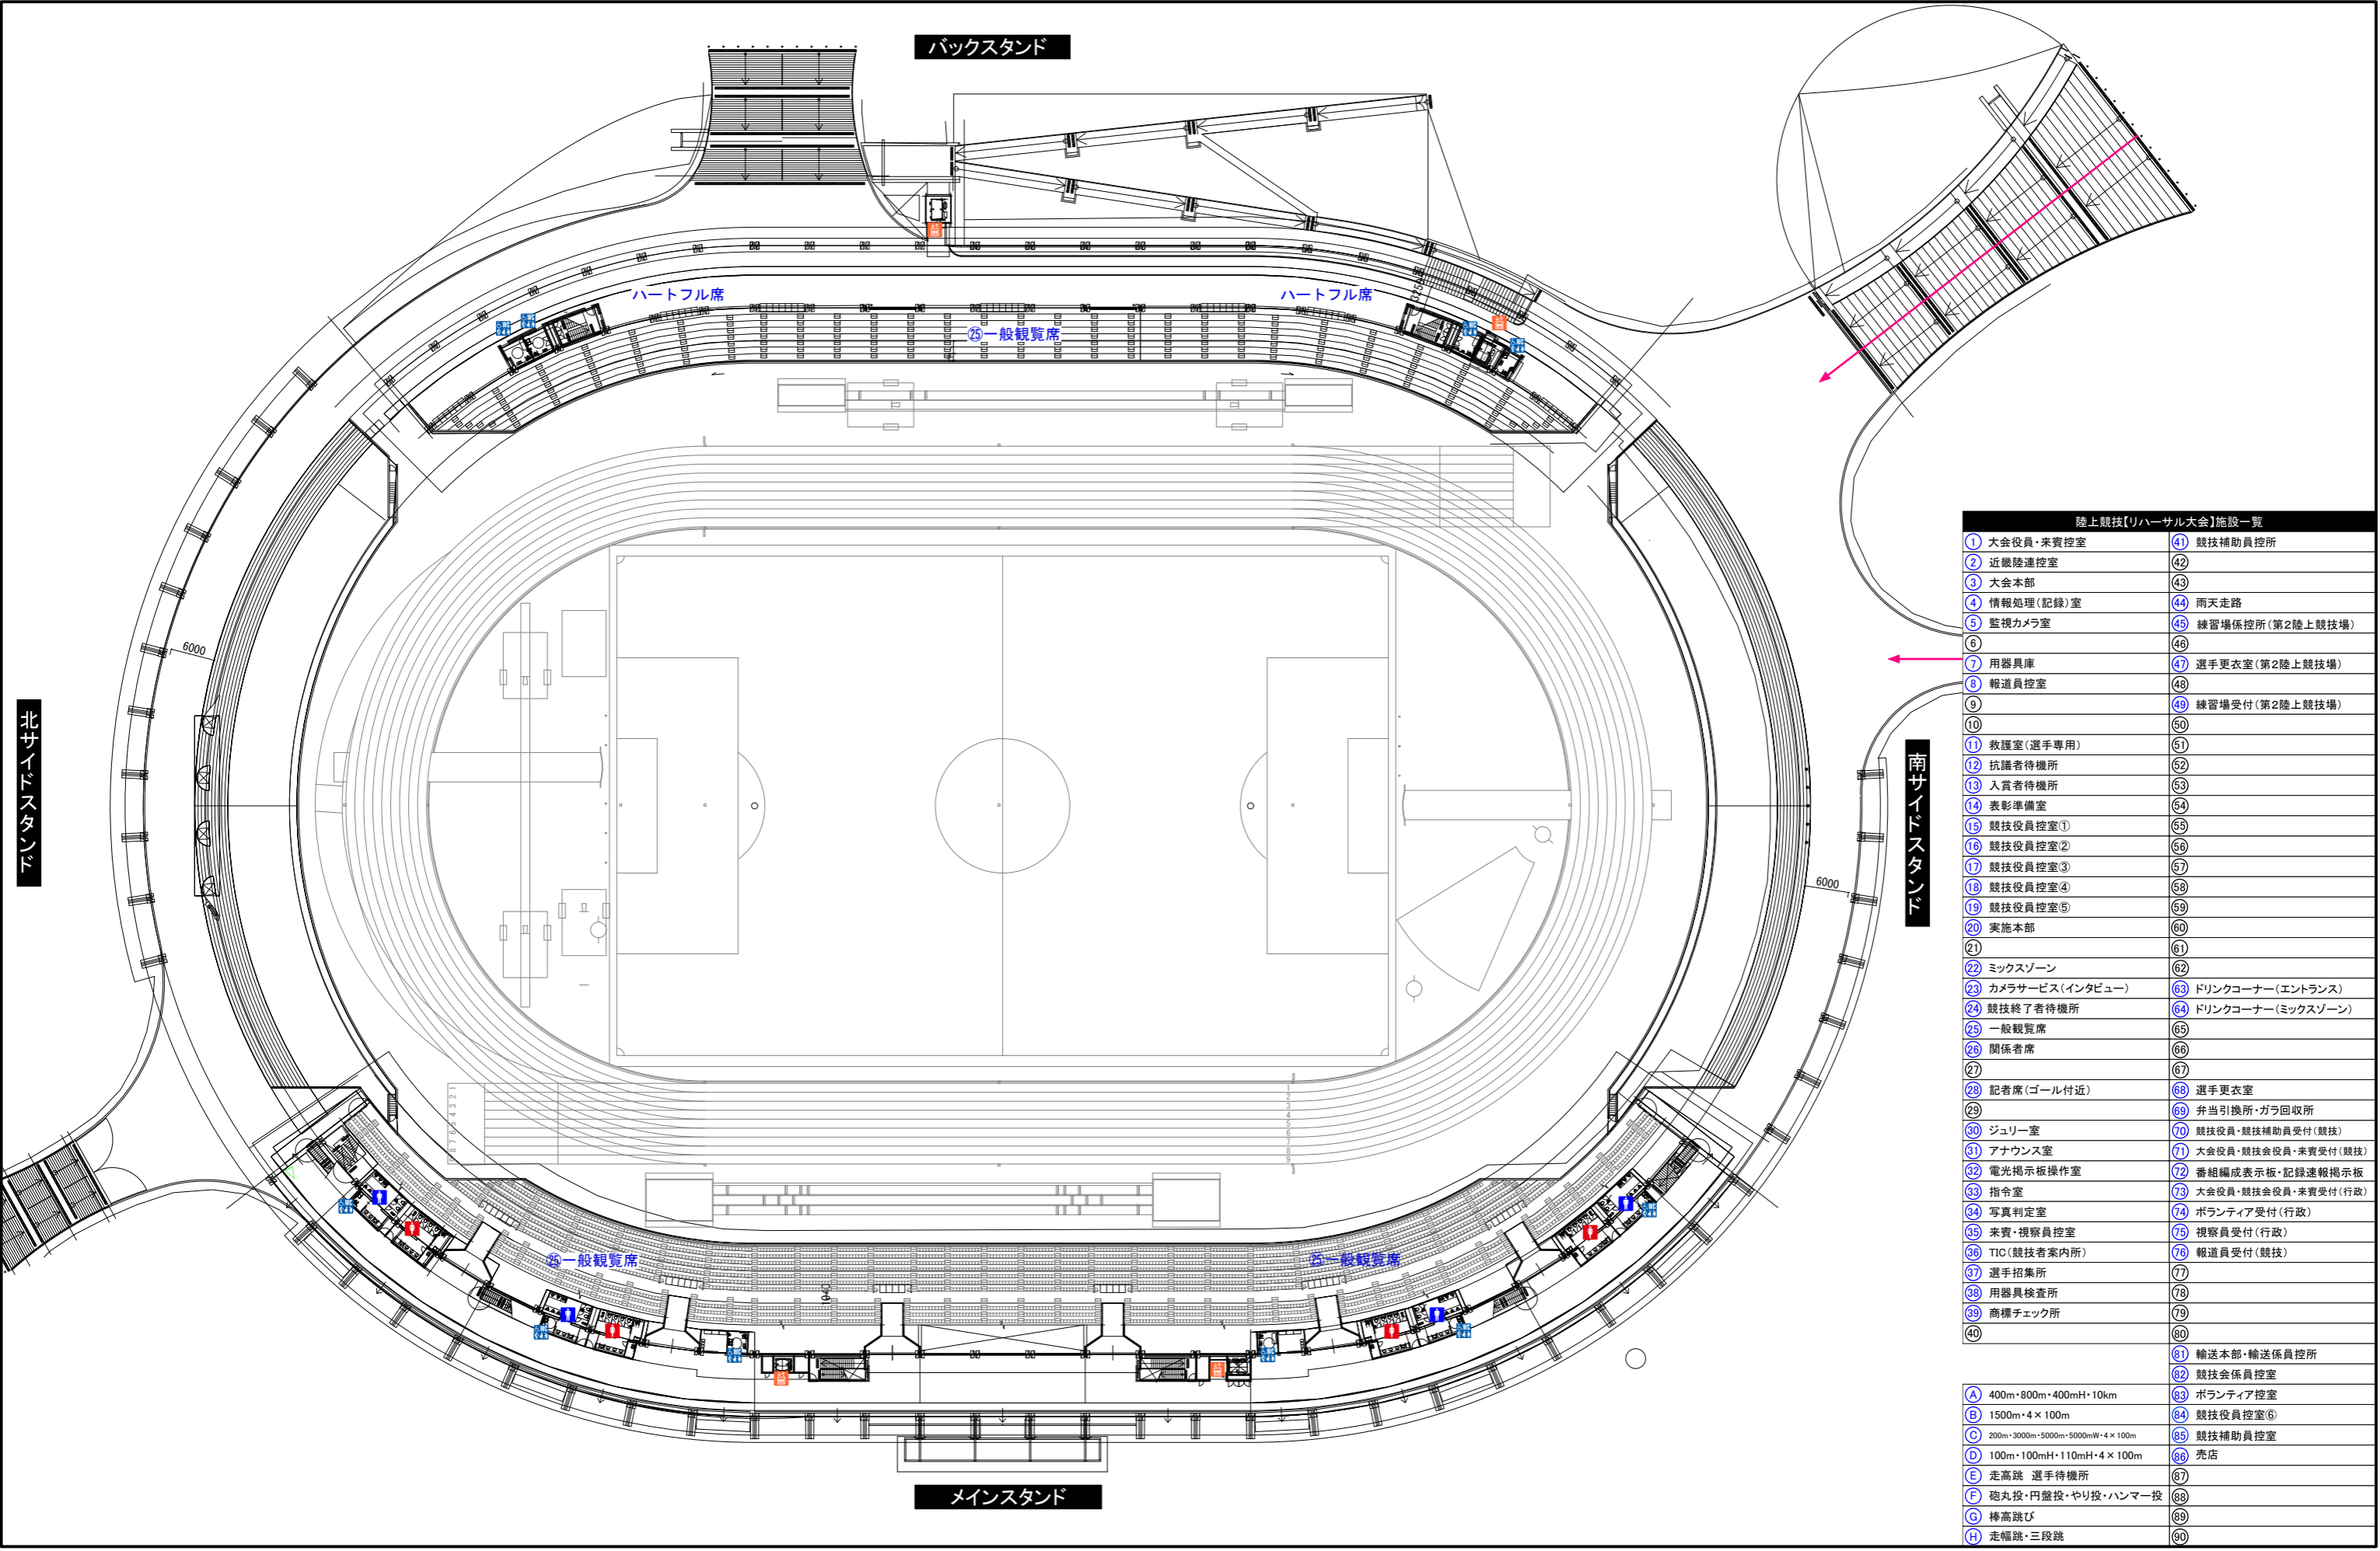 バックスタンド
ハートフル席
ハートフル席
㉕一般観覧席
6000
北サイドスタンド
南サイドスタンド
6000
㉕一般観覧席
㉕一般観覧席
メインスタンド
陸上競技【リハーサル大会】施設一覧
① 大会役員・来賓控室 ㊶ 競技補助員控所
② 近畿陸連控室 ㊷
③ 大会本部 ㊸
④ 情報処理(記録)室 ㊹ 雨天走路
⑤ 監視カメラ室 ㊺ 練習場係控所(第2陸上競技場)
⑥ ㊻
⑦ 用器具庫 ㊼ 選手更衣室(第2陸上競技場)
⑧ 報道員控室 ㊽
⑨ ㊾ 練習場受付(第2陸上競技場)
⑩ ㊿
⑪ 救護室(選手専用) 51
⑫ 抗議者待機所 52
⑬ 入賞者待機所 53
⑭ 表彰準備室 54
⑮ 競技役員控室① 55
⑯ 競技役員控室② 56
⑰ 競技役員控室③ 57
⑱ 競技役員控室④ 58
⑲ 競技役員控室⑤ 59
⑳ 実施本部 60
㉑ 61
㉒ ミックスゾーン 62
㉓ カメラサービス(インタビュー) 63 ドリンクコーナー(エントランス)
㉔ 競技終了者待機所 64 ドリンクコーナー(ミックスゾーン)
㉕ 一般観覧席 65
㉖ 関係者席 66
㉗ 67
㉘ 記者席(ゴール付近) 68 選手更衣室
㉙ 69 弁当引換所・ガラ回収所
㉚ ジュリー室 70 競技役員・競技補助員受付(競技)
㉛ アナウンス室 71 大会役員・競技会役員・来賓受付(競技)
㉜ 電光掲示板操作室 72 番組編成表示板・記録速報掲示板
㉝ 指令室 73 大会役員・競技会役員・来賓受付(行政)
㉞ 写真判定室 74 ボランティア受付(行政)
㉟ 来賓・視察員控室 75 視察員受付(行政)
㊱ TIC(競技者案内所) 76 報道員受付(競技)
㊲ 選手招集所 77
㊳ 用器具検査所 78
㊴ 商標チェック所 79
㊵ 80
81 輸送本部・輸送係員控所
82 競技会係員控室
Ⓐ 400m・800m・400mH・10km 83 ボランティア控室
Ⓑ 1500m・4×100m 84 競技役員控室⑥
Ⓒ 200m・3000m・5000m・5000mW・4×100m 85 競技補助員控室
Ⓓ 100m・100mH・110mH・4×100m 86 売店
Ⓔ 走高跳 選手待機所 87
Ⓕ 砲丸投・円盤投・やり投・ハンマー投 88
Ⓖ 棒高跳び 89
Ⓗ 走幅跳・三段跳 90